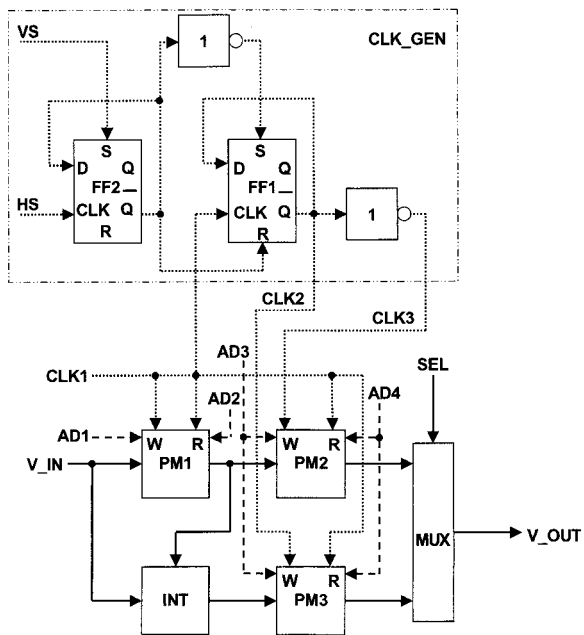 VS
1
CLK_GEN
S
D Q
FF2
CLK Q
R
HS
S
D Q
FF1
CLK Q
R
1
CLK2
CLK3
AD3
CLK1
AD2
SEL
AD4
AD1
W R
PM1
W R
PM2
V_IN
MUX
V_OUT
INT
W R
PM3